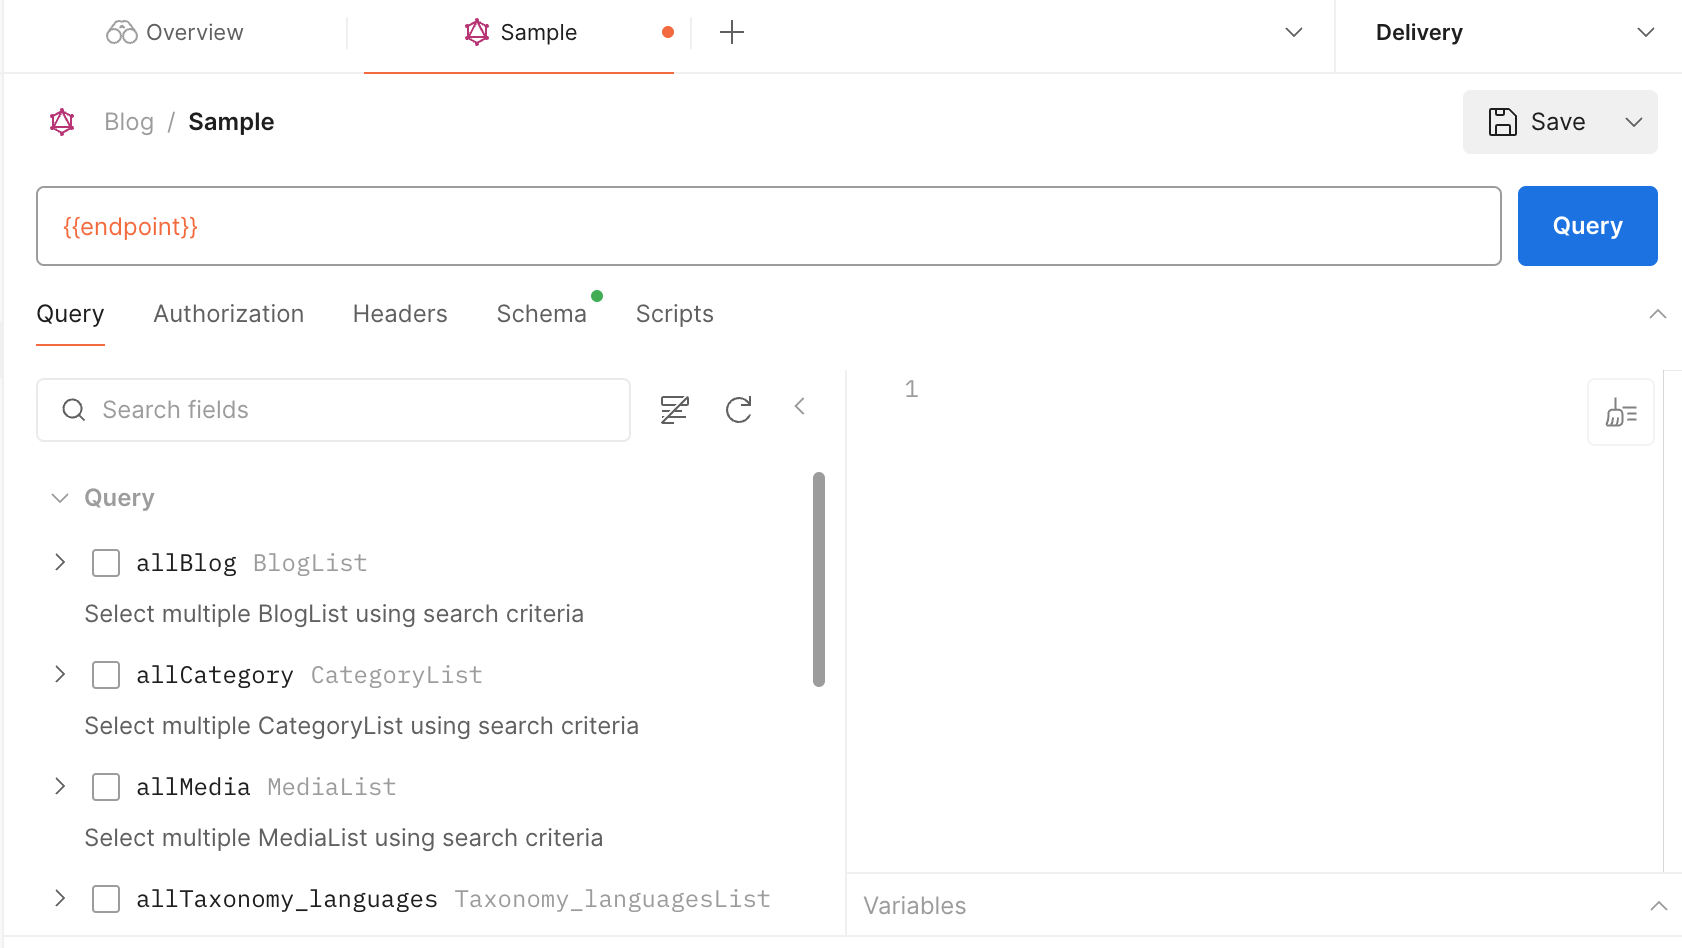 Overview
Sample
Delivery
Blog / Sample
Save
{{endpoint}}
Query
Query
Authorization
Headers
Schema
Scripts
Search fields
1
Query
allBlog BlogList
Select multiple BlogList using search criteria
allCategory CategoryList
Select multiple CategoryList using search criteria
allMedia MediaList
Select multiple MediaList using search criteria
allTaxonomy_languages Taxonomy_languagesList
Variables